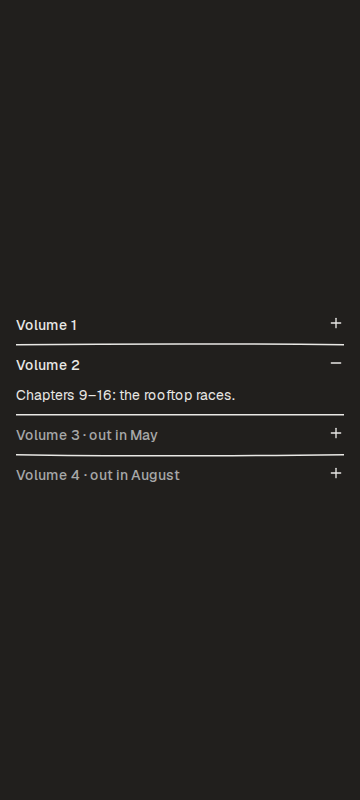 Volume 1
Volume 2
Chapters 9–16: the rooftop races.
Volume 3 · out in May
Volume 4 · out in August